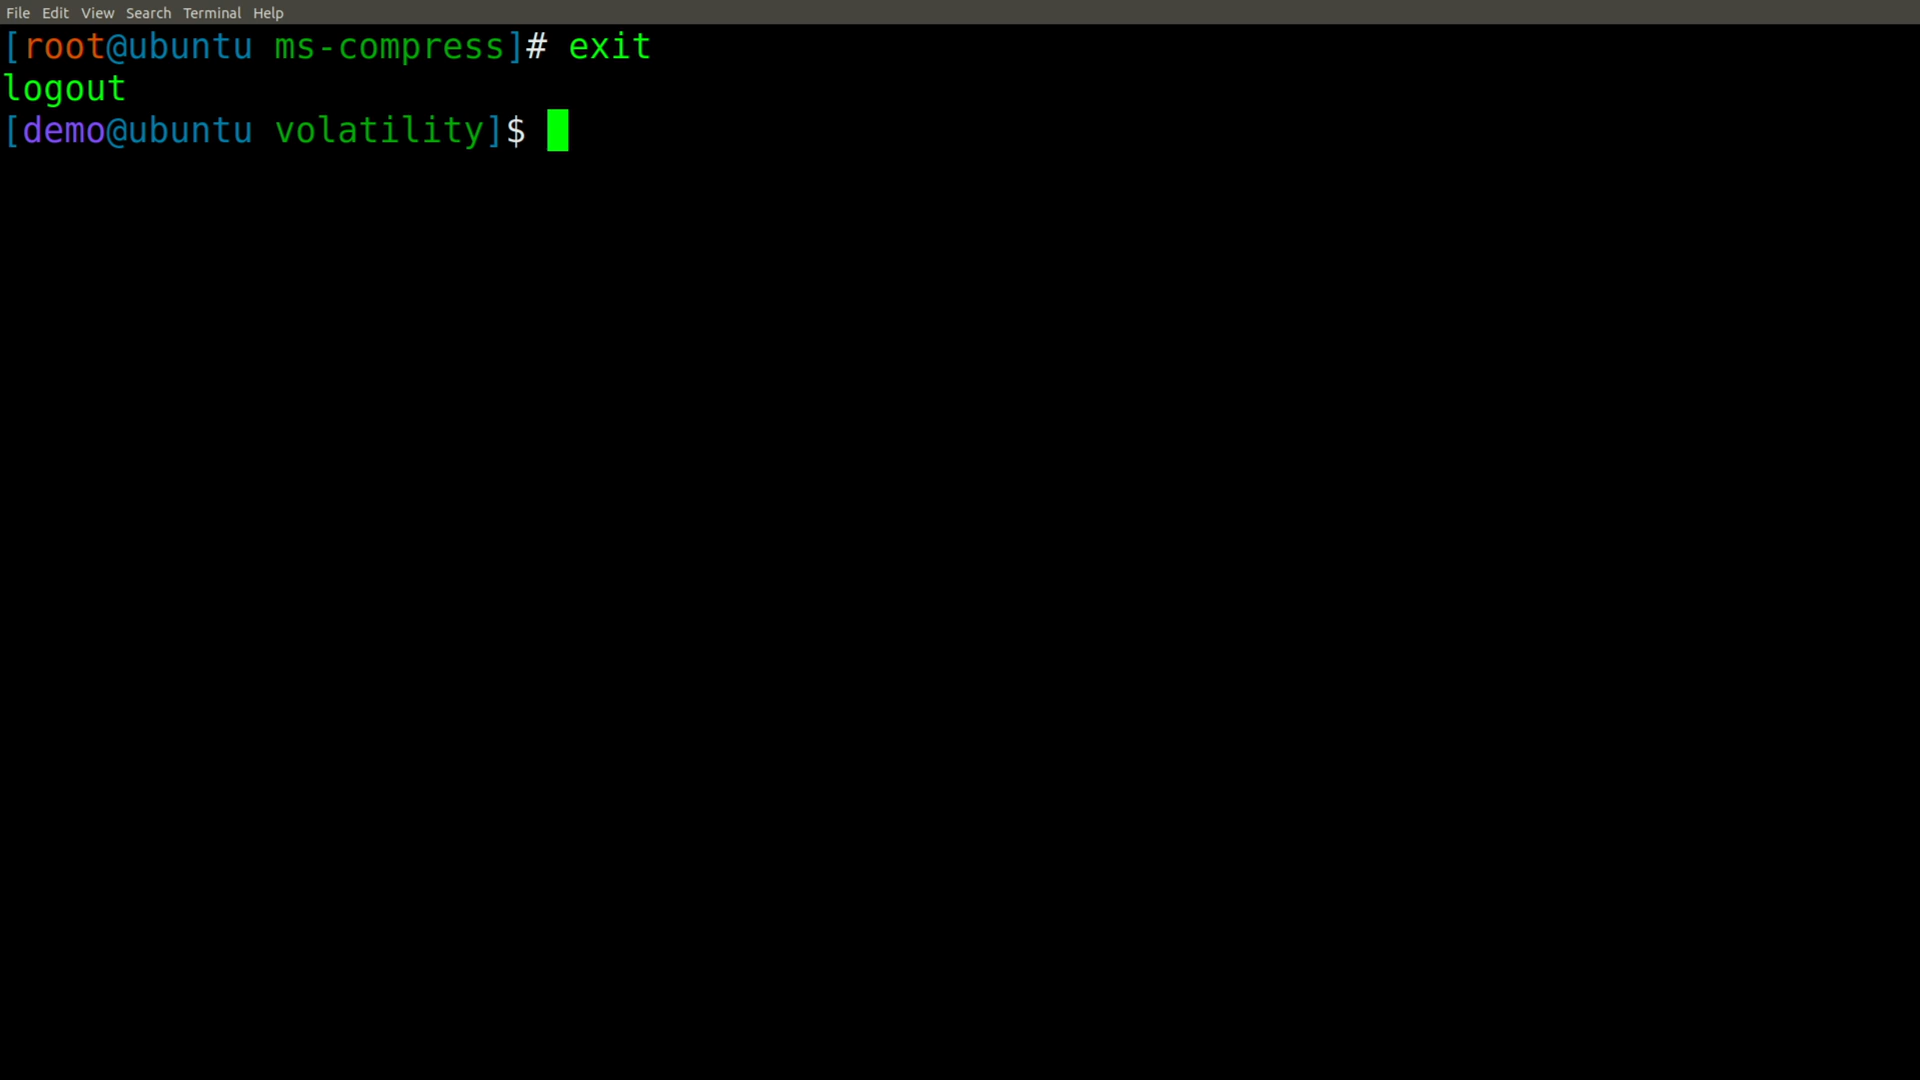 File Edit View Search Terminal Help
[root@ubuntu ms-compress]# exit
logout
[demo@ubuntu volatility]$